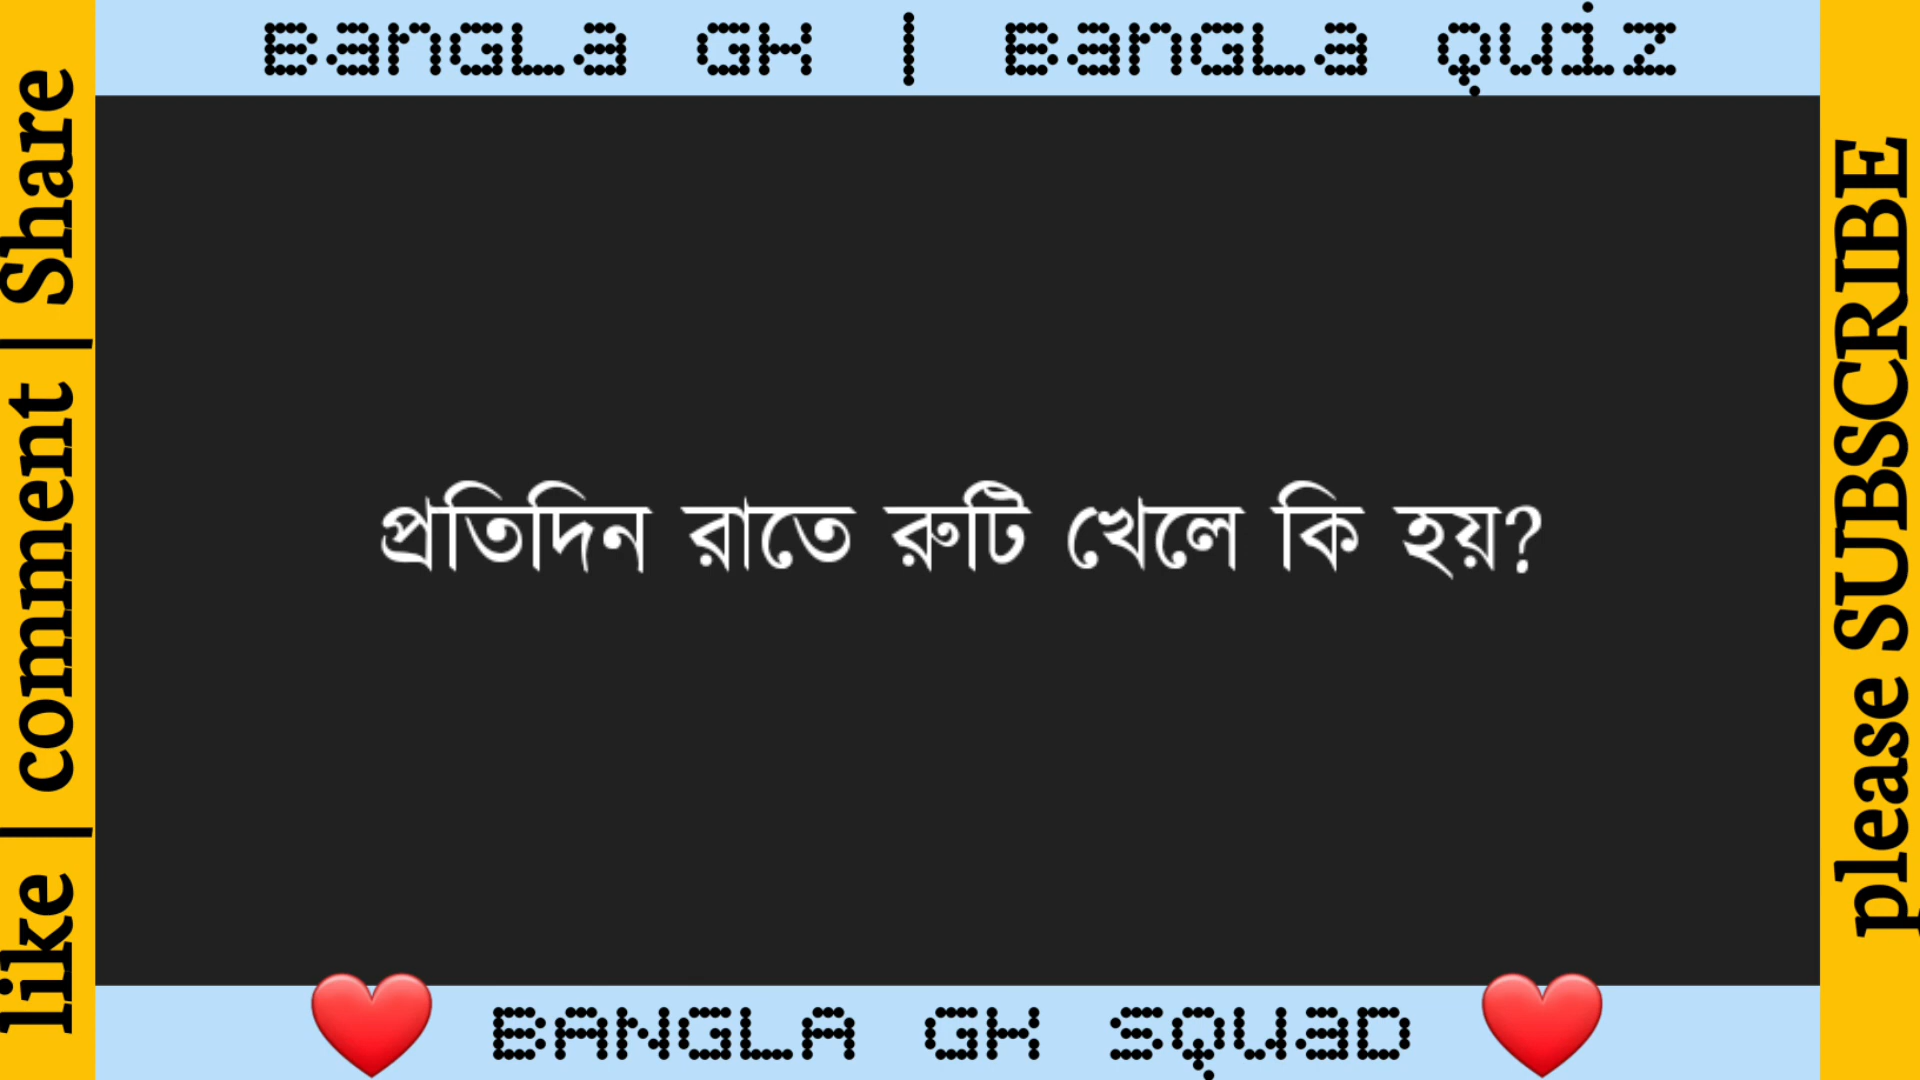 BANGLA GK | BANGLA QUIZ
like | comment | Share
প্রতিদিন রাতে রুটি খেলে কি হয়?
please SUBSCRIBE
BANGLA GK SQUAD